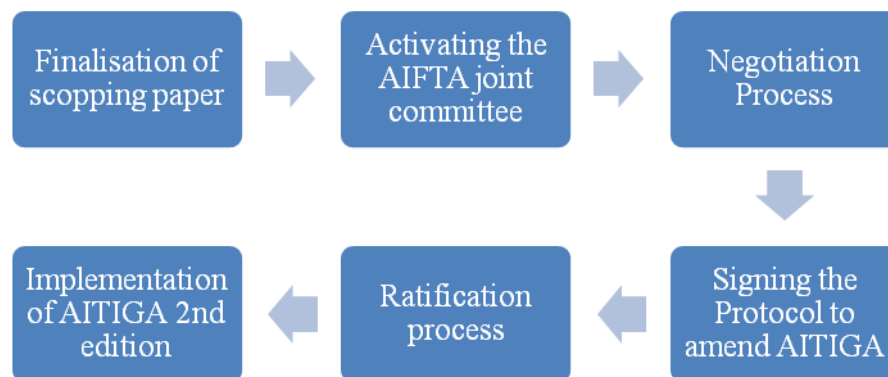 Finalisation of
scopping paper
Activating the
AIFTA joint
committee
Negotiation
Process
Signing the
Protocol to
amend AITIGA
Ratification
process
Implementation
of AITIGA 2nd
edition